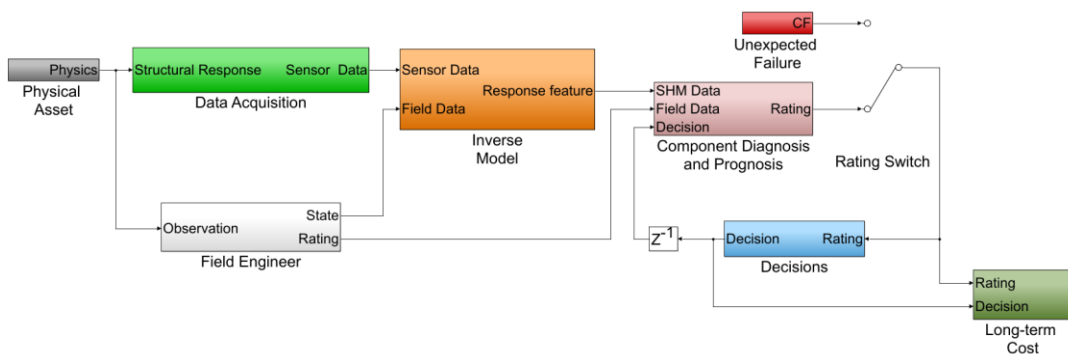 CF
Unexpected
Failure
Physics
Physical
Asset
Structural Response Sensor Data
Data Acquisition
Sensor Data
Response feature
Field Data
Inverse
Model
SHM Data
Field Data Rating
Decision
Component Diagnosis
and Prognosis
Rating Switch
Observation
State
Rating
Field Engineer
Z-1
Decision Rating
Decisions
Rating
Decision
Long-term
Cost